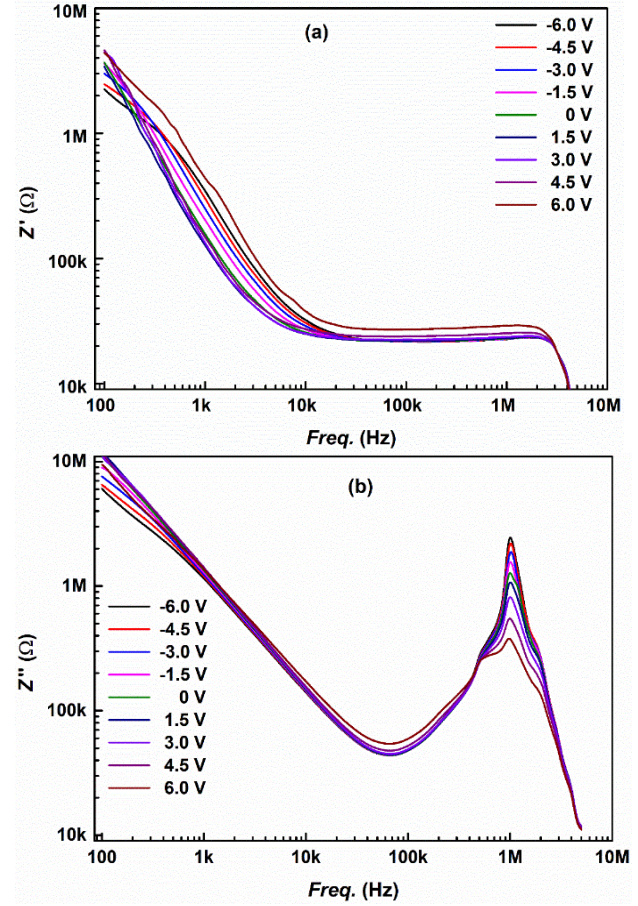 10M
1M
100k
10k
Z' (Ω)
(a)
-6.0 V
-4.5 V
-3.0 V
-1.5 V
0 V
1.5 V
3.0 V
4.5 V
6.0 V
100 1k 10k 100k 1M 10M
Freq. (Hz)
10M
1M
100k
10k
Z'' (Ω)
(b)
-6.0 V
-4.5 V
-3.0 V
-1.5 V
0 V
1.5 V
3.0 V
4.5 V
6.0 V
100 1k 10k 100k 1M 10M
Freq. (Hz)